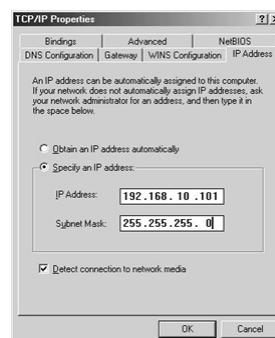 TCP/IP Properties
Bindings Advanced NetBIOS
DNS Configuration Gateway WINS Configuration IP Address
An IP address can be automatically assigned to this computer.
If your network does not automatically assign IP addresses, ask
your network administrator for an address, and then type it in
the space below.
Obtain an IP address automatically
Specify an IP address:
IP Address: 192.168. 10 .101
Subnet Mask: 255.255.255. 0
Detect connection to network media
OK Cancel